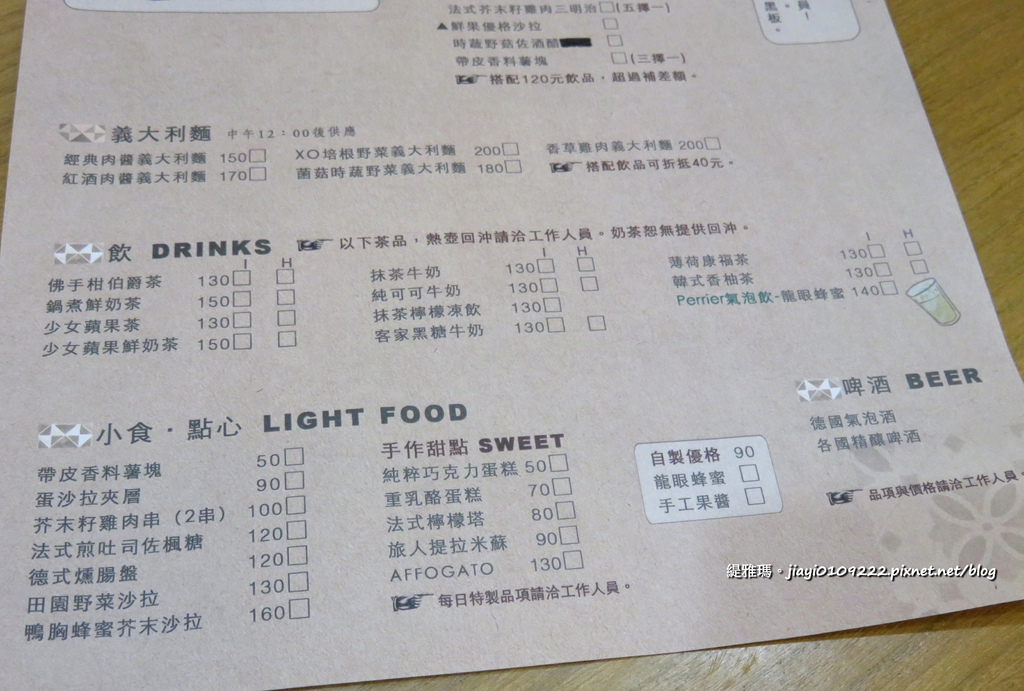 法式芥末籽雞肉三明治□(五擇一)
▲鮮果優格沙拉 □
時蔬野菇佐酒醋 □
帶皮香料薯塊 □(三擇一)
搭配120元飲品，超過補差額。
員！
黑板。
義大利麵 中午12：00後供應
經典肉醬義大利麵 150□ XO培根野菜義大利麵 200□ 香草雞肉義大利麵 200□
紅酒肉醬義大利麵 170□ 菌菇時蔬野菜義大利麵 180□ 搭配飲品可折抵40元。
飲 DRINKS 以下茶品，熱壺回沖請洽工作人員。奶茶恕無提供回沖。
I H
佛手柑伯爵茶 130□ □
鍋煮鮮奶茶 150□ □
少女蘋果茶 130□ □
少女蘋果鮮奶茶 150□ □
I H
抹茶牛奶 130□ □
純可可牛奶 130□ □
抹茶檸檬凍飲 130□
客家黑糖牛奶 130□ □
I H
薄荷康福茶 130□ □
韓式香柚茶 130□ □
Perrier氣泡飲-龍眼蜂蜜 140□
小食·點心 LIGHT FOOD
帶皮香料薯塊 50□
蛋沙拉夾層 90□
芥末籽雞肉串（2串） 100□
法式煎吐司佐楓糖 120□
德式燻腸盤 120□
田園野菜沙拉 130□
鴨胸蜂蜜芥末沙拉 160□
手作甜點 SWEET
純粹巧克力蛋糕 50□
重乳酪蛋糕 70□
法式檸檬塔 80□
旅人提拉米蘇 90□
AFFOGATO 130□
每日特製品項請洽工作人員。
自製優格 90
龍眼蜂蜜 □
手工果醬 □
啤酒 BEER
德國氣泡酒
各國精釀啤酒
品項與價格請洽工作人員。
緹雅瑪。jiayi0109222.pixnet.net/blog